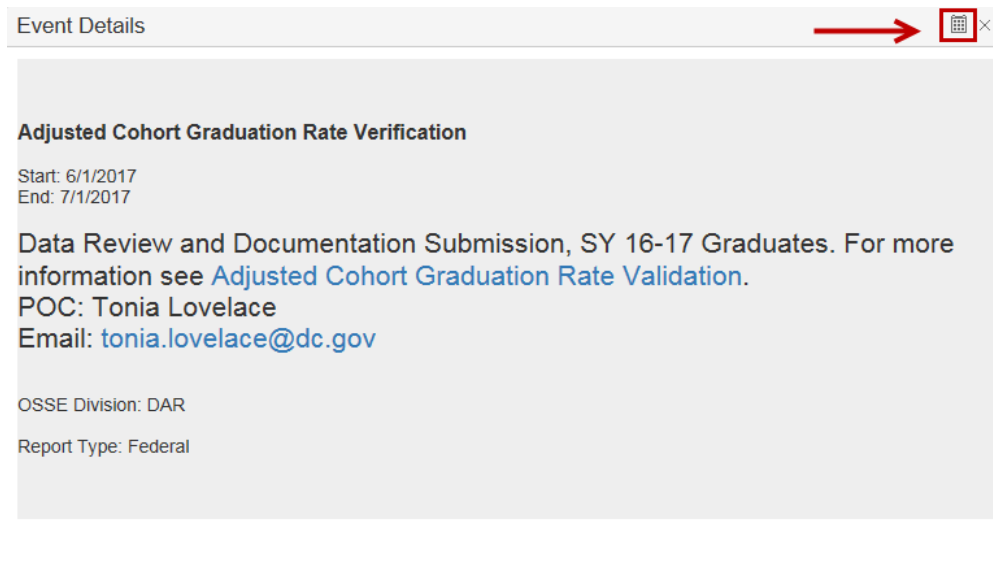 Event Details
Adjusted Cohort Graduation Rate Verification
Start: 6/1/2017
End: 7/1/2017
Data Review and Documentation Submission, SY 16-17 Graduates. For more
information see Adjusted Cohort Graduation Rate Validation.
POC: Tonia Lovelace
Email: tonia.lovelace@dc.gov
OSSE Division: DAR
Report Type: Federal